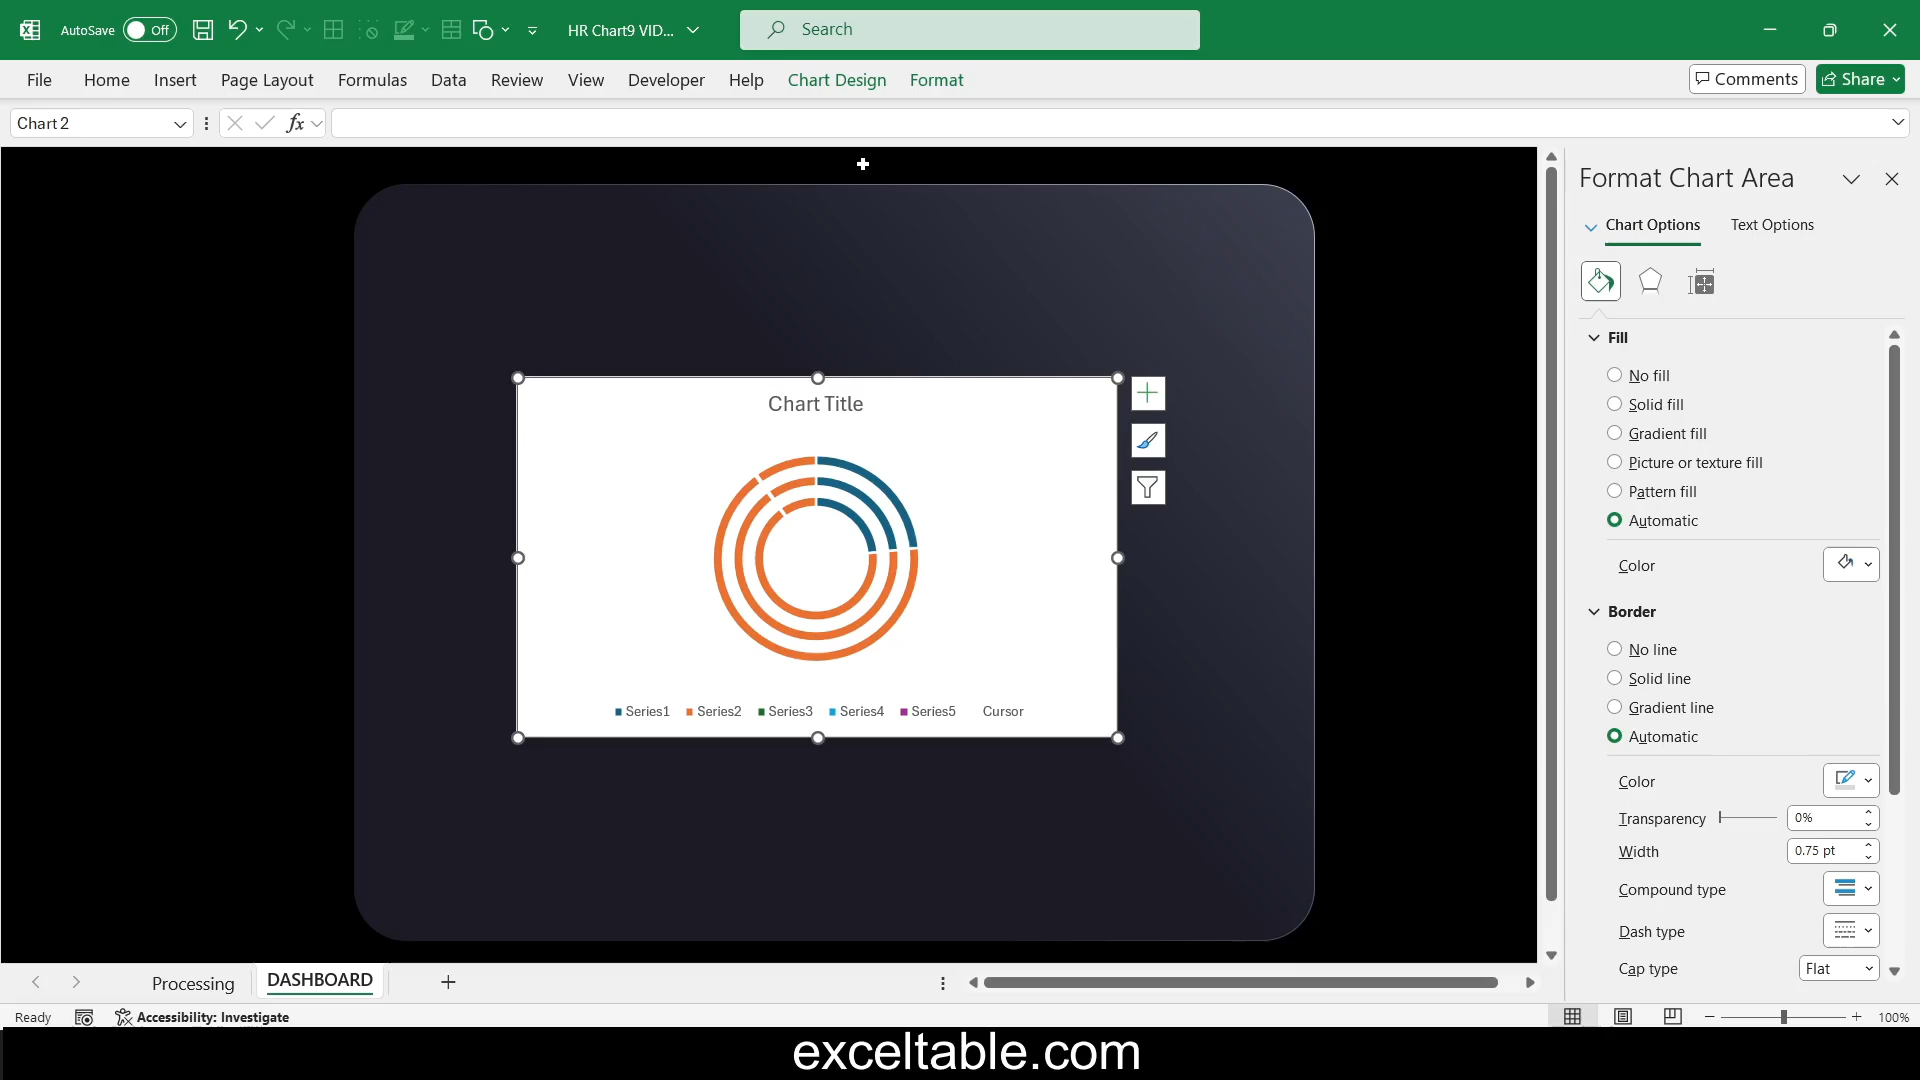 AutoSave Off HR Chart9 VID... Search
File Home Insert Page Layout Formulas Data Review View Developer Help Chart Design Format Comments Share
Chart 2 fx
Format Chart Area
Chart Options Text Options
Fill
No fill
Solid fill
Gradient fill
Picture or texture fill
Pattern fill
Automatic
Color
Border
No line
Solid line
Gradient line
Automatic
Color
Transparency 0%
Width 0.75 pt
Compound type
Dash type
Cap type Flat
Chart Title
Series1 Series2 Series3 Series4 Series5 Cursor
Processing DASHBOARD
Ready Accessibility: Investigate 100%
exceltable.com